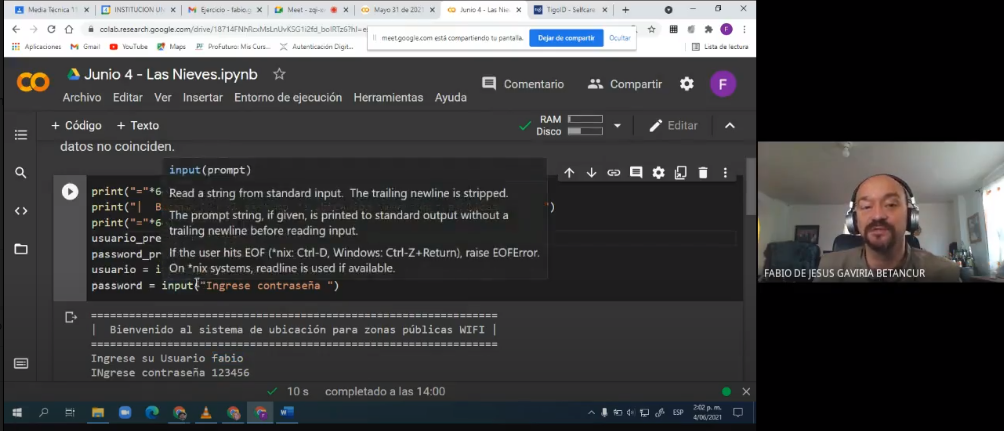 Media Técnica 11
INSTITUCION UN
Ejercicio - fabio.g
Meet - zaj-
Mayo 31 de 2021
Junio 4 - Las Nieves
TigoID - Selfcare
colab.research.google.com/drive/
meet.google.com está compartiendo tu pantalla.
Dejar de compartir
Ocultar
Aplicaciones
Gmail
YouTube
Maps
ProFuturo: Mis Curs...
Autenticación Digit...
Lista de lectura
Junio 4 - Las Nieves.ipynb
Comentario
Compartir
F
Archivo Editar Ver Insertar Entorno de ejecución Herramientas Ayuda
+ Código + Texto
RAM
Disco
Editar
datos no coinciden.
input(prompt)
Read a string from standard input. The trailing newline is stripped.
The prompt string, if given, is printed to standard output without a
trailing newline before reading input.
If the user hits EOF (*nix: Ctrl-D, Windows: Ctrl-Z+Return), raise EOFError.
On *nix systems, readline is used if available.
print("="*6
print("| B
")
print("="*6
usuario_pre
password_pre
usuario = i
password = input("Ingrese contraseña ")
==========================================================
| Bienvenido al sistema de ubicación para zonas públicas WIFI |
==========================================================
Ingrese su Usuario fabio
INgrese contraseña 123456
10 s completado a las 14:00
ESP
2:02 p. m.
4/06/2021
FABIO DE JESUS GAVIRIA BETANCUR